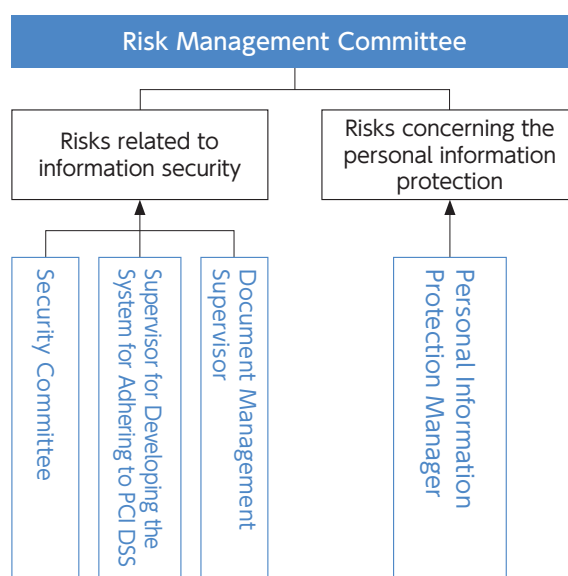 Risk Management Committee
Risks related to
information security
Risks concerning the
personal information
protection
Security Committee
Supervisor for Developing the
System for Adhering to PCI DSS
Document Management
Supervisor
Personal Information
Protection Manager